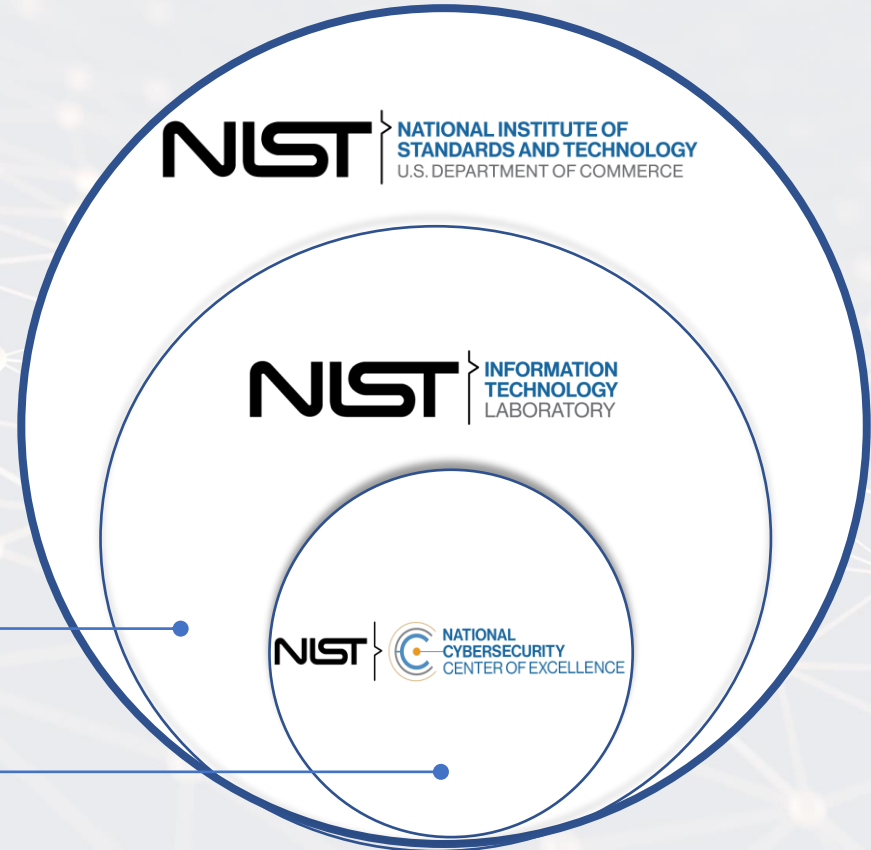 NIST NATIONAL INSTITUTE OF
STANDARDS AND TECHNOLOGY
U.S. DEPARTMENT OF COMMERCE
NIST INFORMATION
TECHNOLOGY
LABORATORY
NIST NATIONAL
CYBERSECURITY
CENTER OF EXCELLENCE